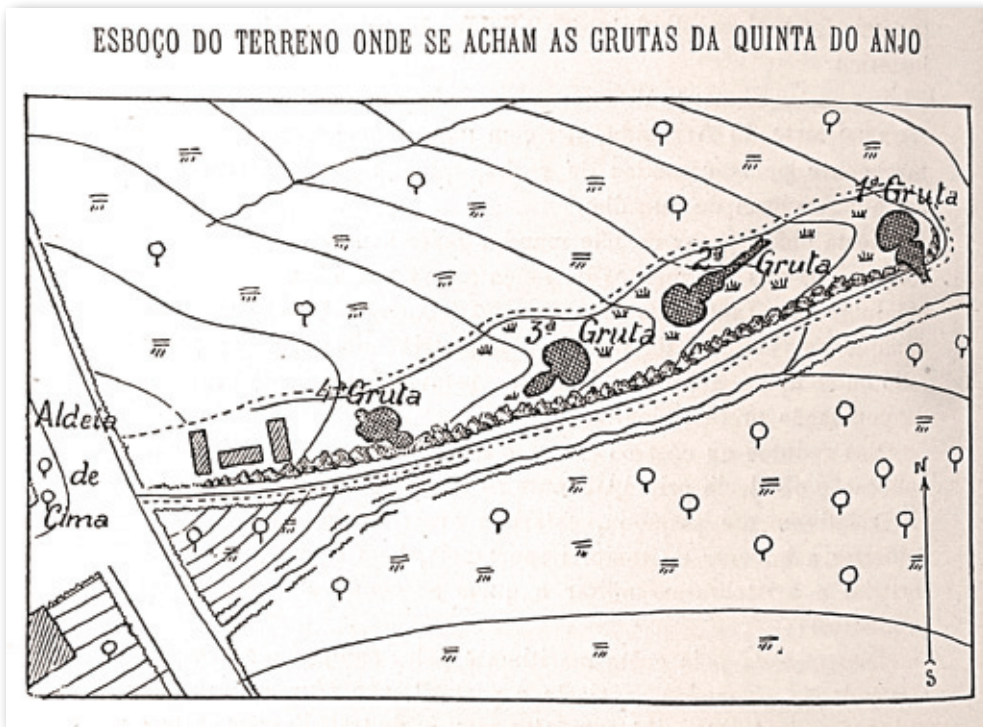 ESBOÇO DO TERRENO ONDE SE ACHAM AS GRUTAS DA QUINTA DO ANJO
1ª Gruta
2ª Gruta
3ª Gruta
4ª Gruta
Aldeia
de
Cima
N
S